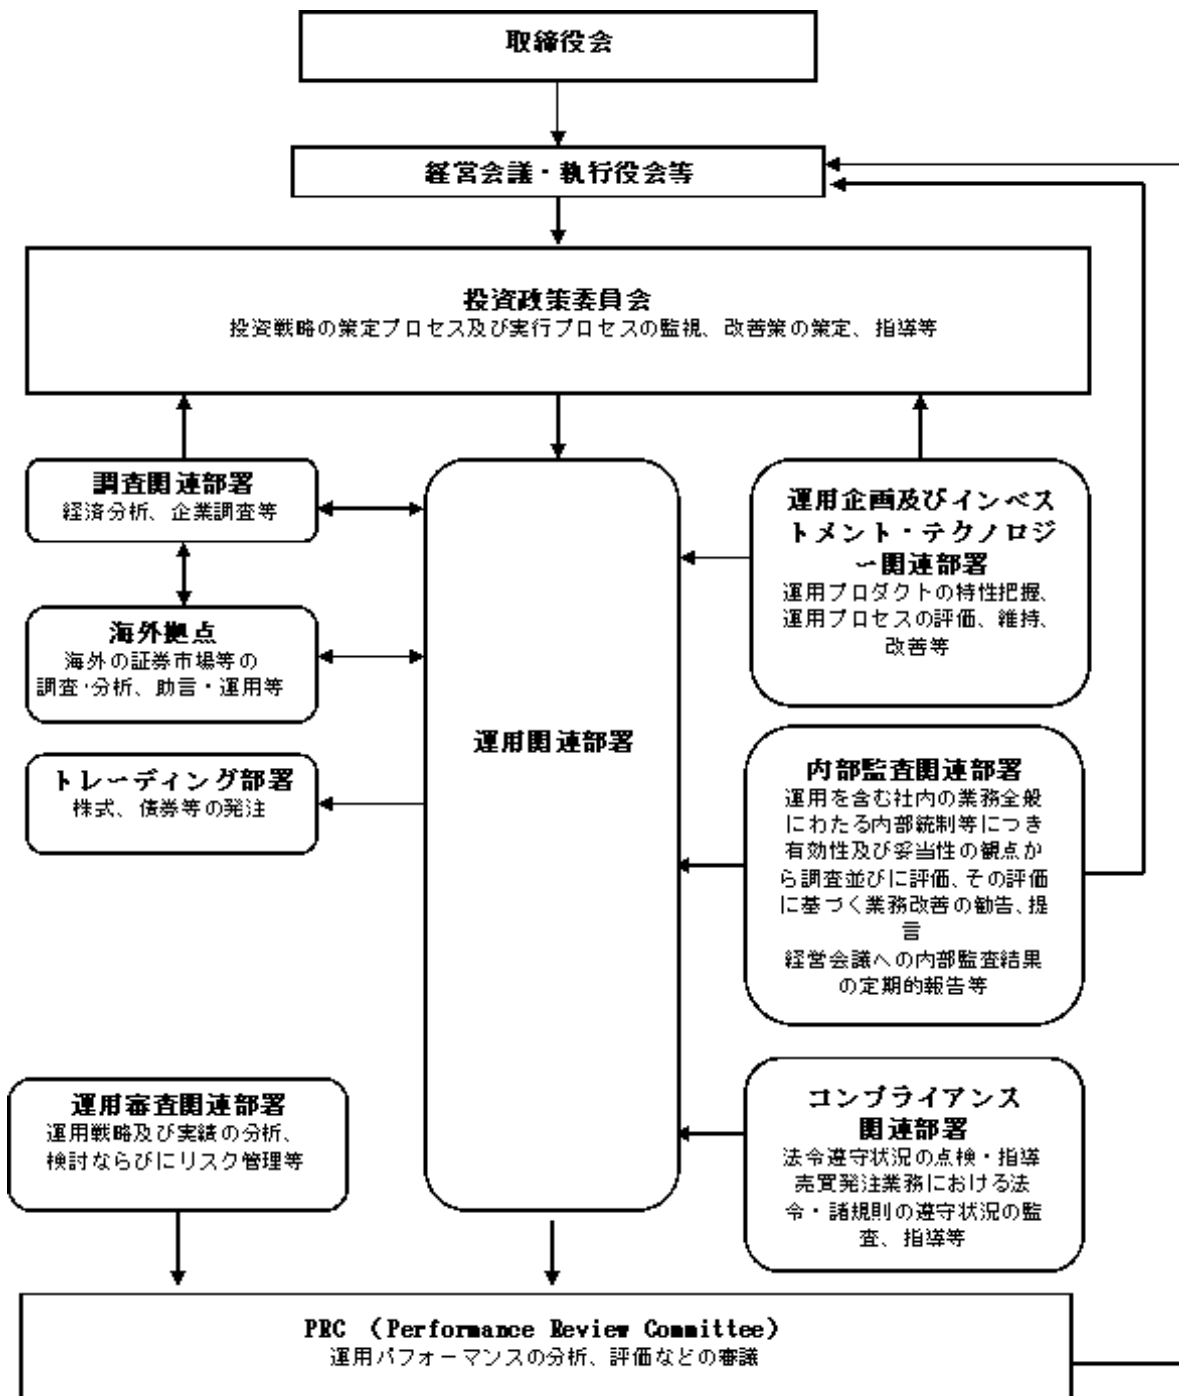 取締役会
経営会議・執行役会等
投資政策委員会
投資戦略の策定プロセス及び実行プロセスの監視、改善策の策定、指導等
調査関連部署
経済分析、企業調査等
海外拠点
海外の証券市場等の
調査・分析、助言・運用等
トレーディング部署
株式、債券等の発注
運用関連部署
運用企画及びインベス
トメント・テクノロジ
ー関連部署
運用プロダクトの特性把握、
運用プロセスの評価、維持、
改善等
内部監査関連部署
運用を含む社内の業務全般
にわたる内部統制等につき
有効性及び妥当性の観点か
ら調査並びに評価、その評価
に基づく業務改善の勧告、提
言
経営会議への内部監査結果
の定期的報告等
運用審査関連部署
運用戦略及び実績の分析、
検討ならびにリスク管理等
コンプライアンス
関連部署
法令遵守状況の点検・指導
売買発注業務における法
令・諸規則の遵守状況の監
査、指導等
PRC （Performance Review Committee）
運用パフォーマンスの分析、評価などの審議